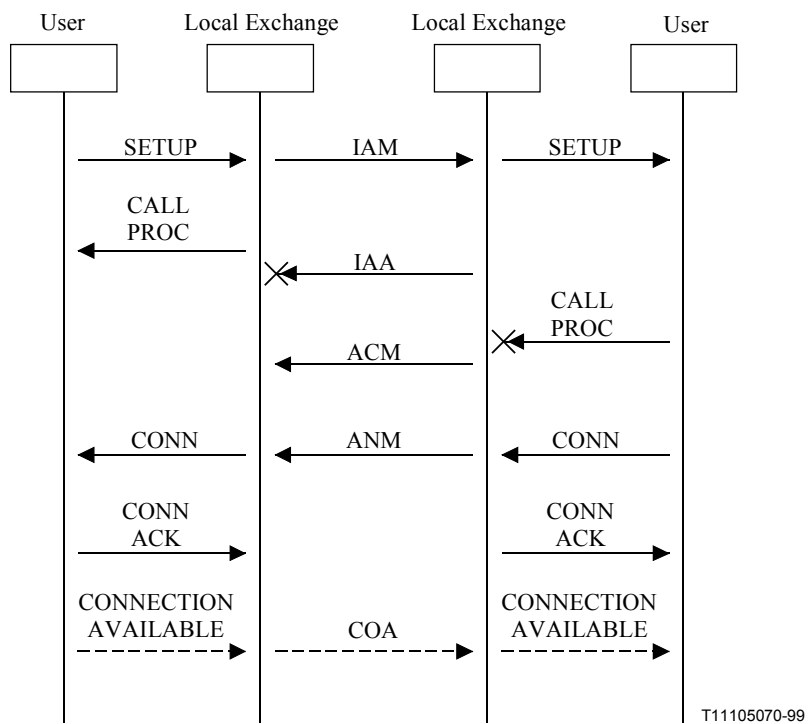 User
Local Exchange
Local Exchange
User
SETUP
IAM
SETUP
CALL
PROC
IAA
CALL
PROC
ACM
CONN
ANM
CONN
CONN
ACK
CONN
ACK
CONNECTION
AVAILABLE
COA
CONNECTION
AVAILABLE
T11105070-99